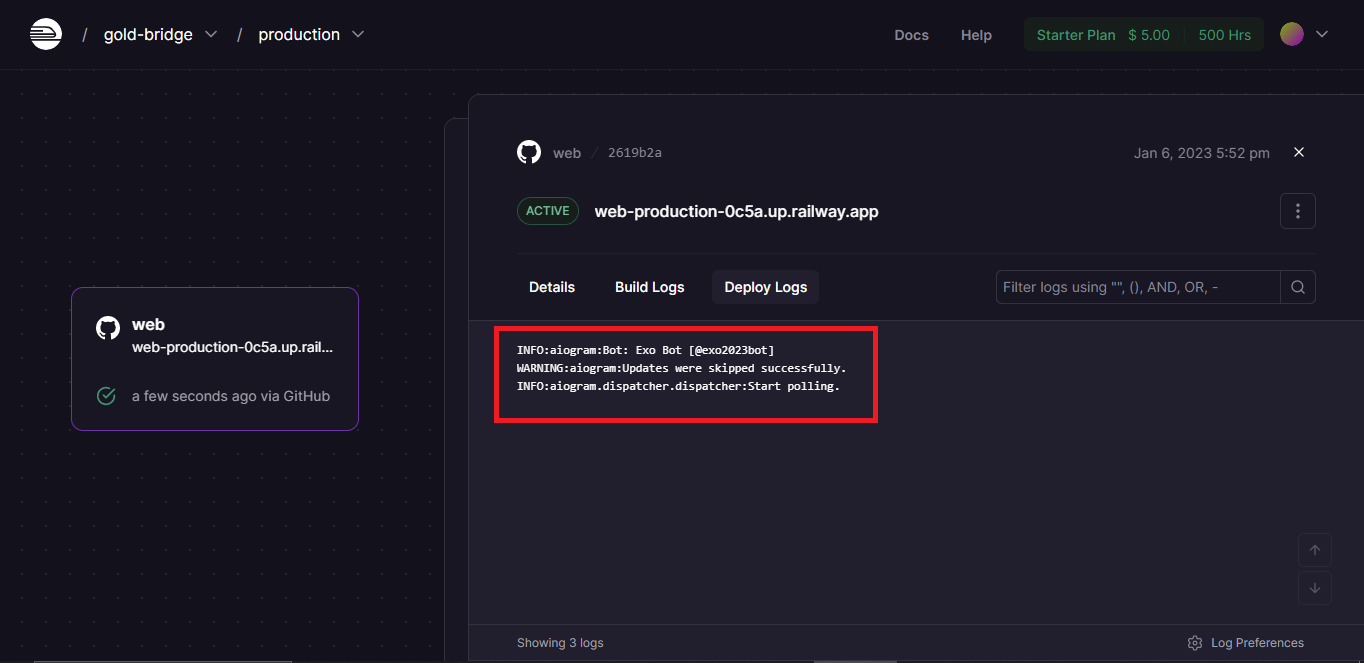 / gold-bridge / production
Docs Help Starter Plan $ 5.00 500 Hrs
web / 2619b2a Jan 6, 2023 5:52 pm
ACTIVE web-production-0c5a.up.railway.app
Details Build Logs Deploy Logs Filter logs using "", (), AND, OR, -
web
web-production-0c5a.up.rail...
a few seconds ago via GitHub
INFO:aiogram:Bot: Exo Bot [@exo2023bot]
WARNING:aiogram:Updates were skipped successfully.
INFO:aiogram.dispatcher.dispatcher:Start polling.
Showing 3 logs Log Preferences